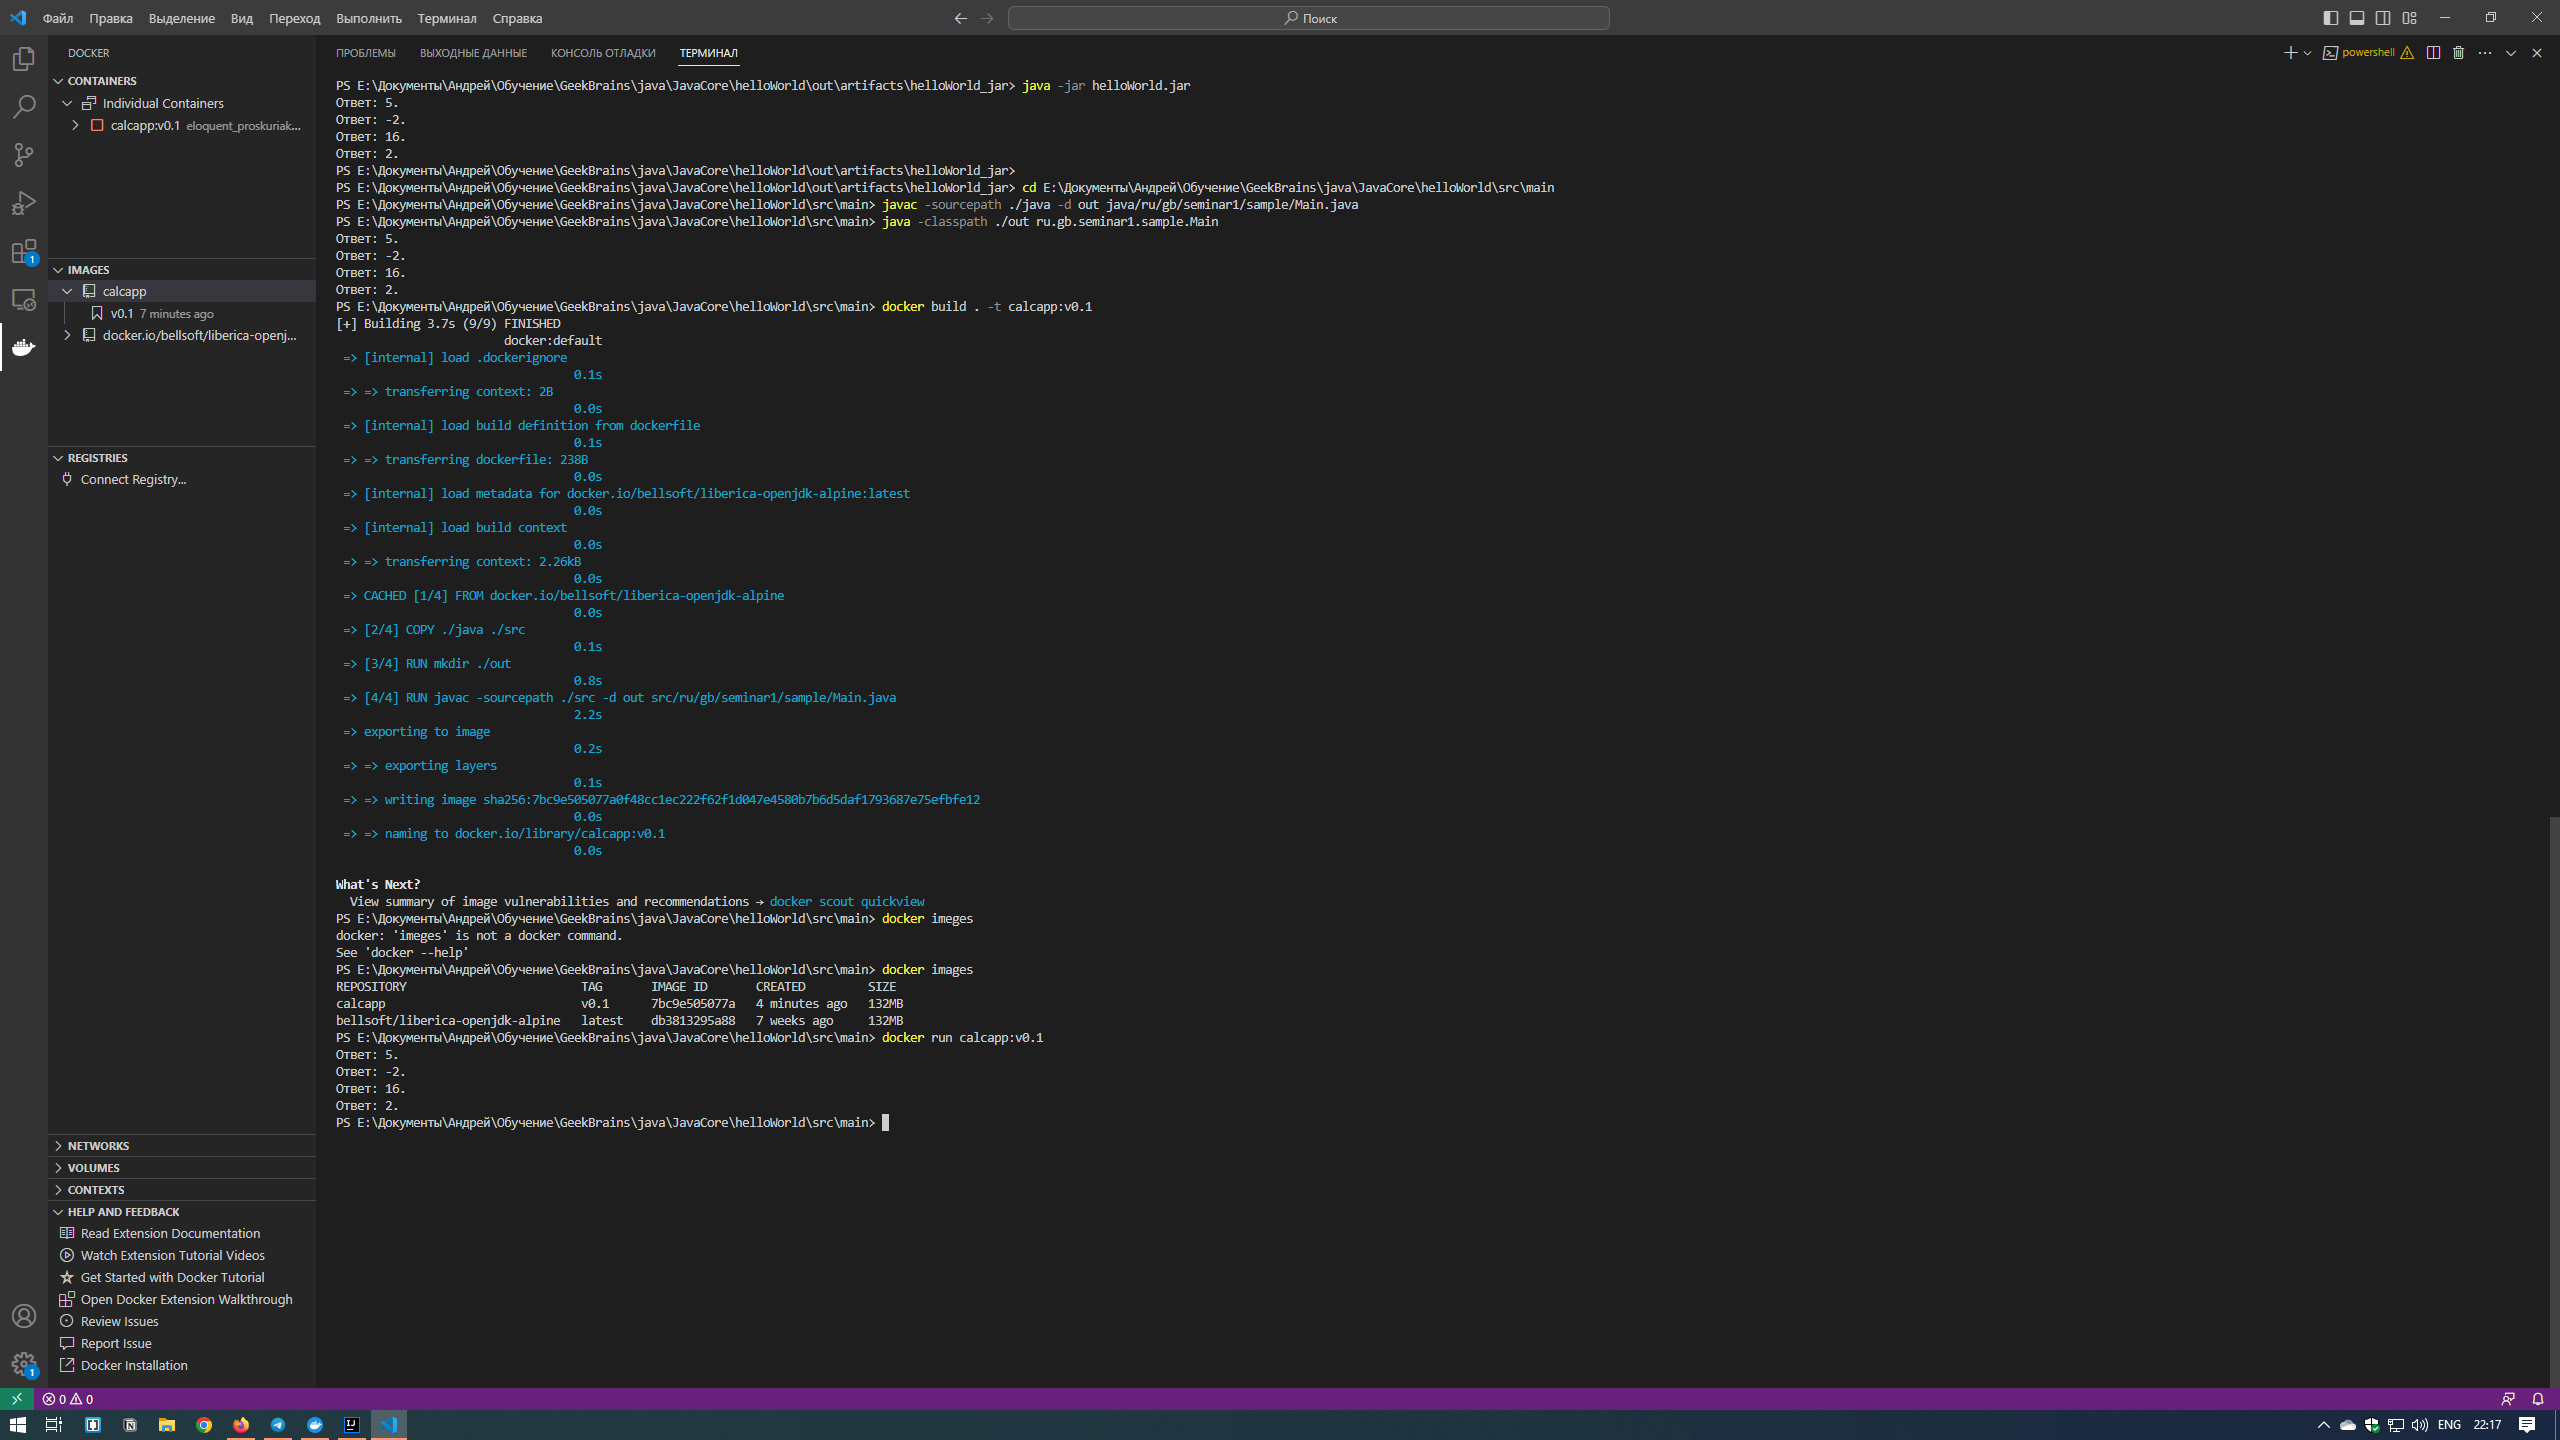 Файл Правка Выделение Вид Переход Выполнить Терминал Справка
Поиск
DOCKER
CONTAINERS
Individual Containers
calcapp:v0.1 eloquent_proskuriak...
IMAGES
calcapp
v0.1 7 minutes ago
docker.io/bellsoft/liberica-openj...
REGISTRIES
Connect Registry...
NETWORKS
VOLUMES
CONTEXTS
HELP AND FEEDBACK
Read Extension Documentation
Watch Extension Tutorial Videos
Get Started with Docker Tutorial
Open Docker Extension Walkthrough
Review Issues
Report Issue
Docker Installation
ПРОБЛЕМЫ ВЫХОДНЫЕ ДАННЫЕ КОНСОЛЬ ОТЛАДКИ ТЕРМИНАЛ
powershell
PS E:\Документы\Андрей\Обучение\GeekBrains\java\JavaCore\helloWorld\out\artifacts\helloWorld_jar> java -jar helloWorld.jar
Ответ: 5.
Ответ: -2.
Ответ: 16.
Ответ: 2.
PS E:\Документы\Андрей\Обучение\GeekBrains\java\JavaCore\helloWorld\out\artifacts\helloWorld_jar>
PS E:\Документы\Андрей\Обучение\GeekBrains\java\JavaCore\helloWorld\out\artifacts\helloWorld_jar> cd E:\Документы\Андрей\Обучение\GeekBrains\java\JavaCore\helloWorld\src\main
PS E:\Документы\Андрей\Обучение\GeekBrains\java\JavaCore\helloWorld\src\main> javac -sourcepath ./java -d out java/ru/gb/seminar1/sample/Main.java
PS E:\Документы\Андрей\Обучение\GeekBrains\java\JavaCore\helloWorld\src\main> java -classpath ./out ru.gb.seminar1.sample.Main
Ответ: 5.
Ответ: -2.
Ответ: 16.
Ответ: 2.
PS E:\Документы\Андрей\Обучение\GeekBrains\java\JavaCore\helloWorld\src\main> docker build . -t calcapp:v0.1
[+] Building 3.7s (9/9) FINISHED
docker:default
=> [internal] load .dockerignore
0.1s
=> => transferring context: 2B
0.0s
=> [internal] load build definition from dockerfile
0.1s
=> => transferring dockerfile: 238B
0.0s
=> [internal] load metadata for docker.io/bellsoft/liberica-openjdk-alpine:latest
0.0s
=> [internal] load build context
0.0s
=> => transferring context: 2.26kB
0.0s
=> CACHED [1/4] FROM docker.io/bellsoft/liberica-openjdk-alpine
0.0s
=> [2/4] COPY ./java ./src
0.1s
=> [3/4] RUN mkdir ./out
0.8s
=> [4/4] RUN javac -sourcepath ./src -d out src/ru/gb/seminar1/sample/Main.java
2.2s
=> exporting to image
0.2s
=> => exporting layers
0.1s
=> => writing image sha256:7bc9e505077a0f48cc1ec222f62f1d047e4580b7b6d5daf1793687e75efbfe12
0.0s
=> => naming to docker.io/library/calcapp:v0.1
0.0s
What's Next?
View summary of image vulnerabilities and recommendations → docker scout quickview
PS E:\Документы\Андрей\Обучение\GeekBrains\java\JavaCore\helloWorld\src\main> docker imeges
docker: 'imeges' is not a docker command.
See 'docker --help'
PS E:\Документы\Андрей\Обучение\GeekBrains\java\JavaCore\helloWorld\src\main> docker images
REPOSITORY TAG IMAGE ID CREATED SIZE
calcapp v0.1 7bc9e505077a 4 minutes ago 132MB
bellsoft/liberica-openjdk-alpine latest db3813295a88 7 weeks ago 132MB
PS E:\Документы\Андрей\Обучение\GeekBrains\java\JavaCore\helloWorld\src\main> docker run calcapp:v0.1
Ответ: 5.
Ответ: -2.
Ответ: 16.
Ответ: 2.
PS E:\Документы\Андрей\Обучение\GeekBrains\java\JavaCore\helloWorld\src\main>
1
1
0 0
IJ
ENG 22:17